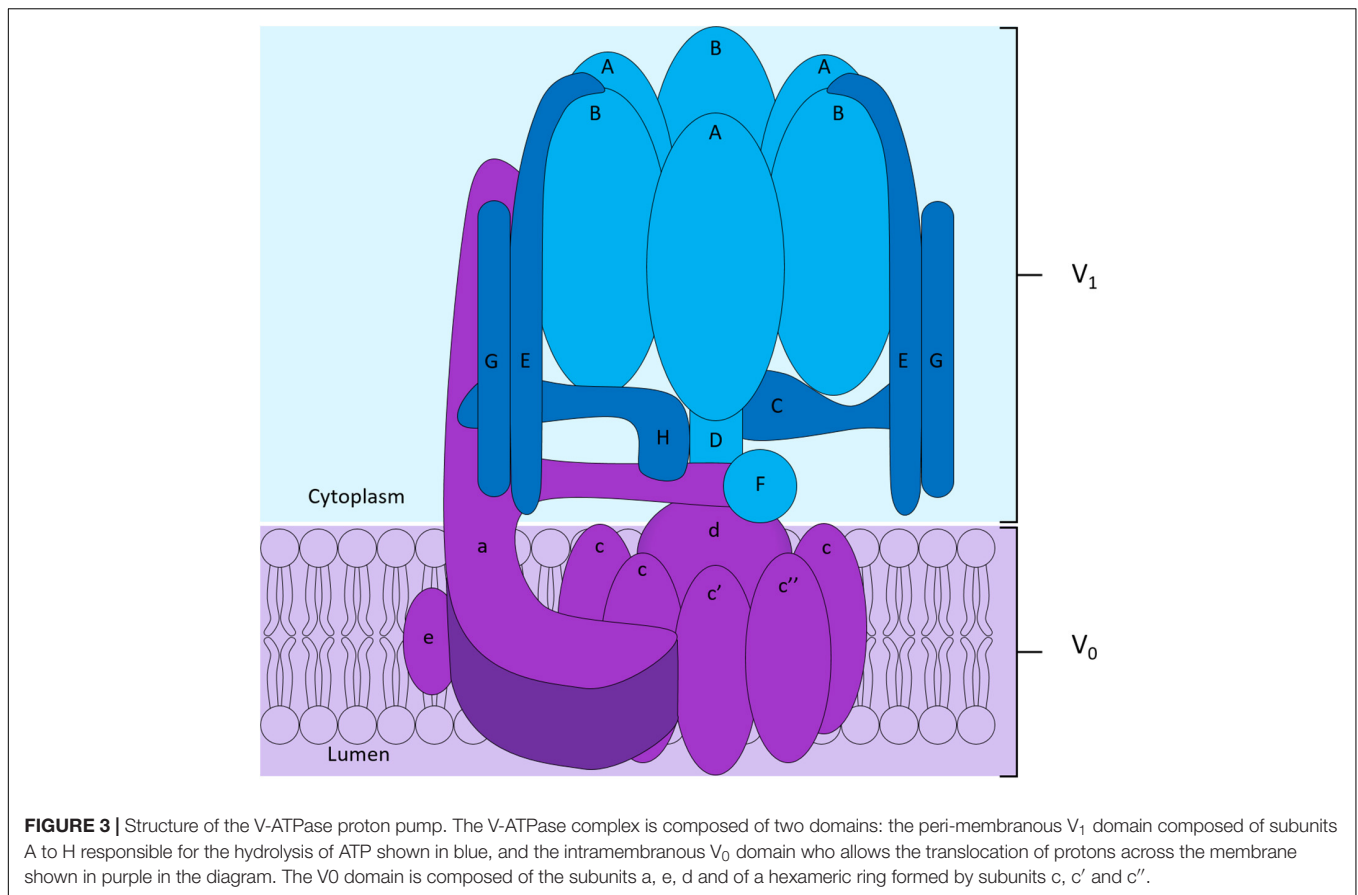 B
A A
B B
A
V₁
G E E G
C
H D
F
Cytoplasm
d
a c c
c
c′ c′′
e
V₀
Lumen
FIGURE 3 | Structure of the V-ATPase proton pump. The V-ATPase complex is composed of two domains: the peri-membranous V₁ domain composed of subunits
A to H responsible for the hydrolysis of ATP shown in blue, and the intramembranous V₀ domain who allows the translocation of protons across the membrane
shown in purple in the diagram. The V0 domain is composed of the subunits a, e, d and of a hexameric ring formed by subunits c, c′ and c″.